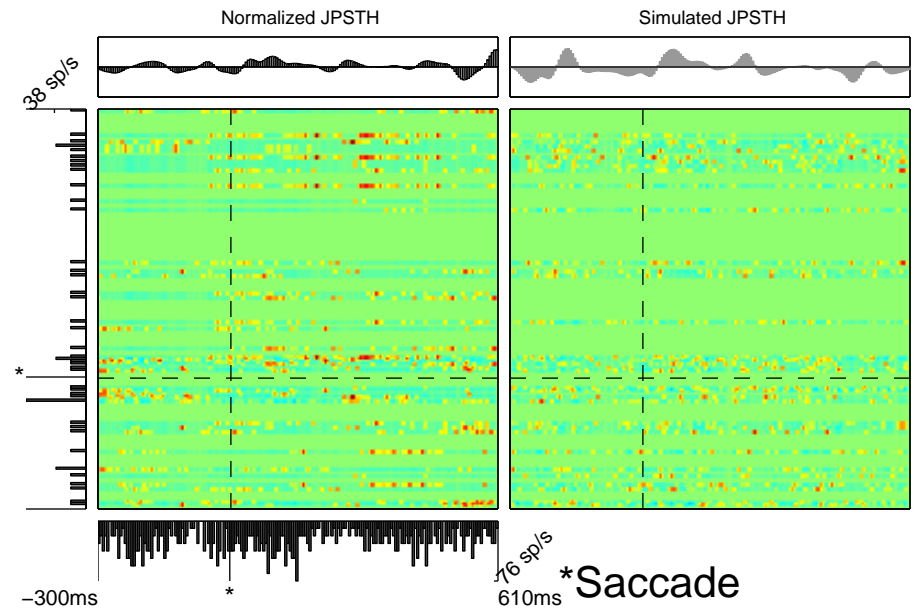 Normalized JPSTH
Simulated JPSTH
38 sp/s
*
76 sp/s
−300ms
*
610ms
*Saccade